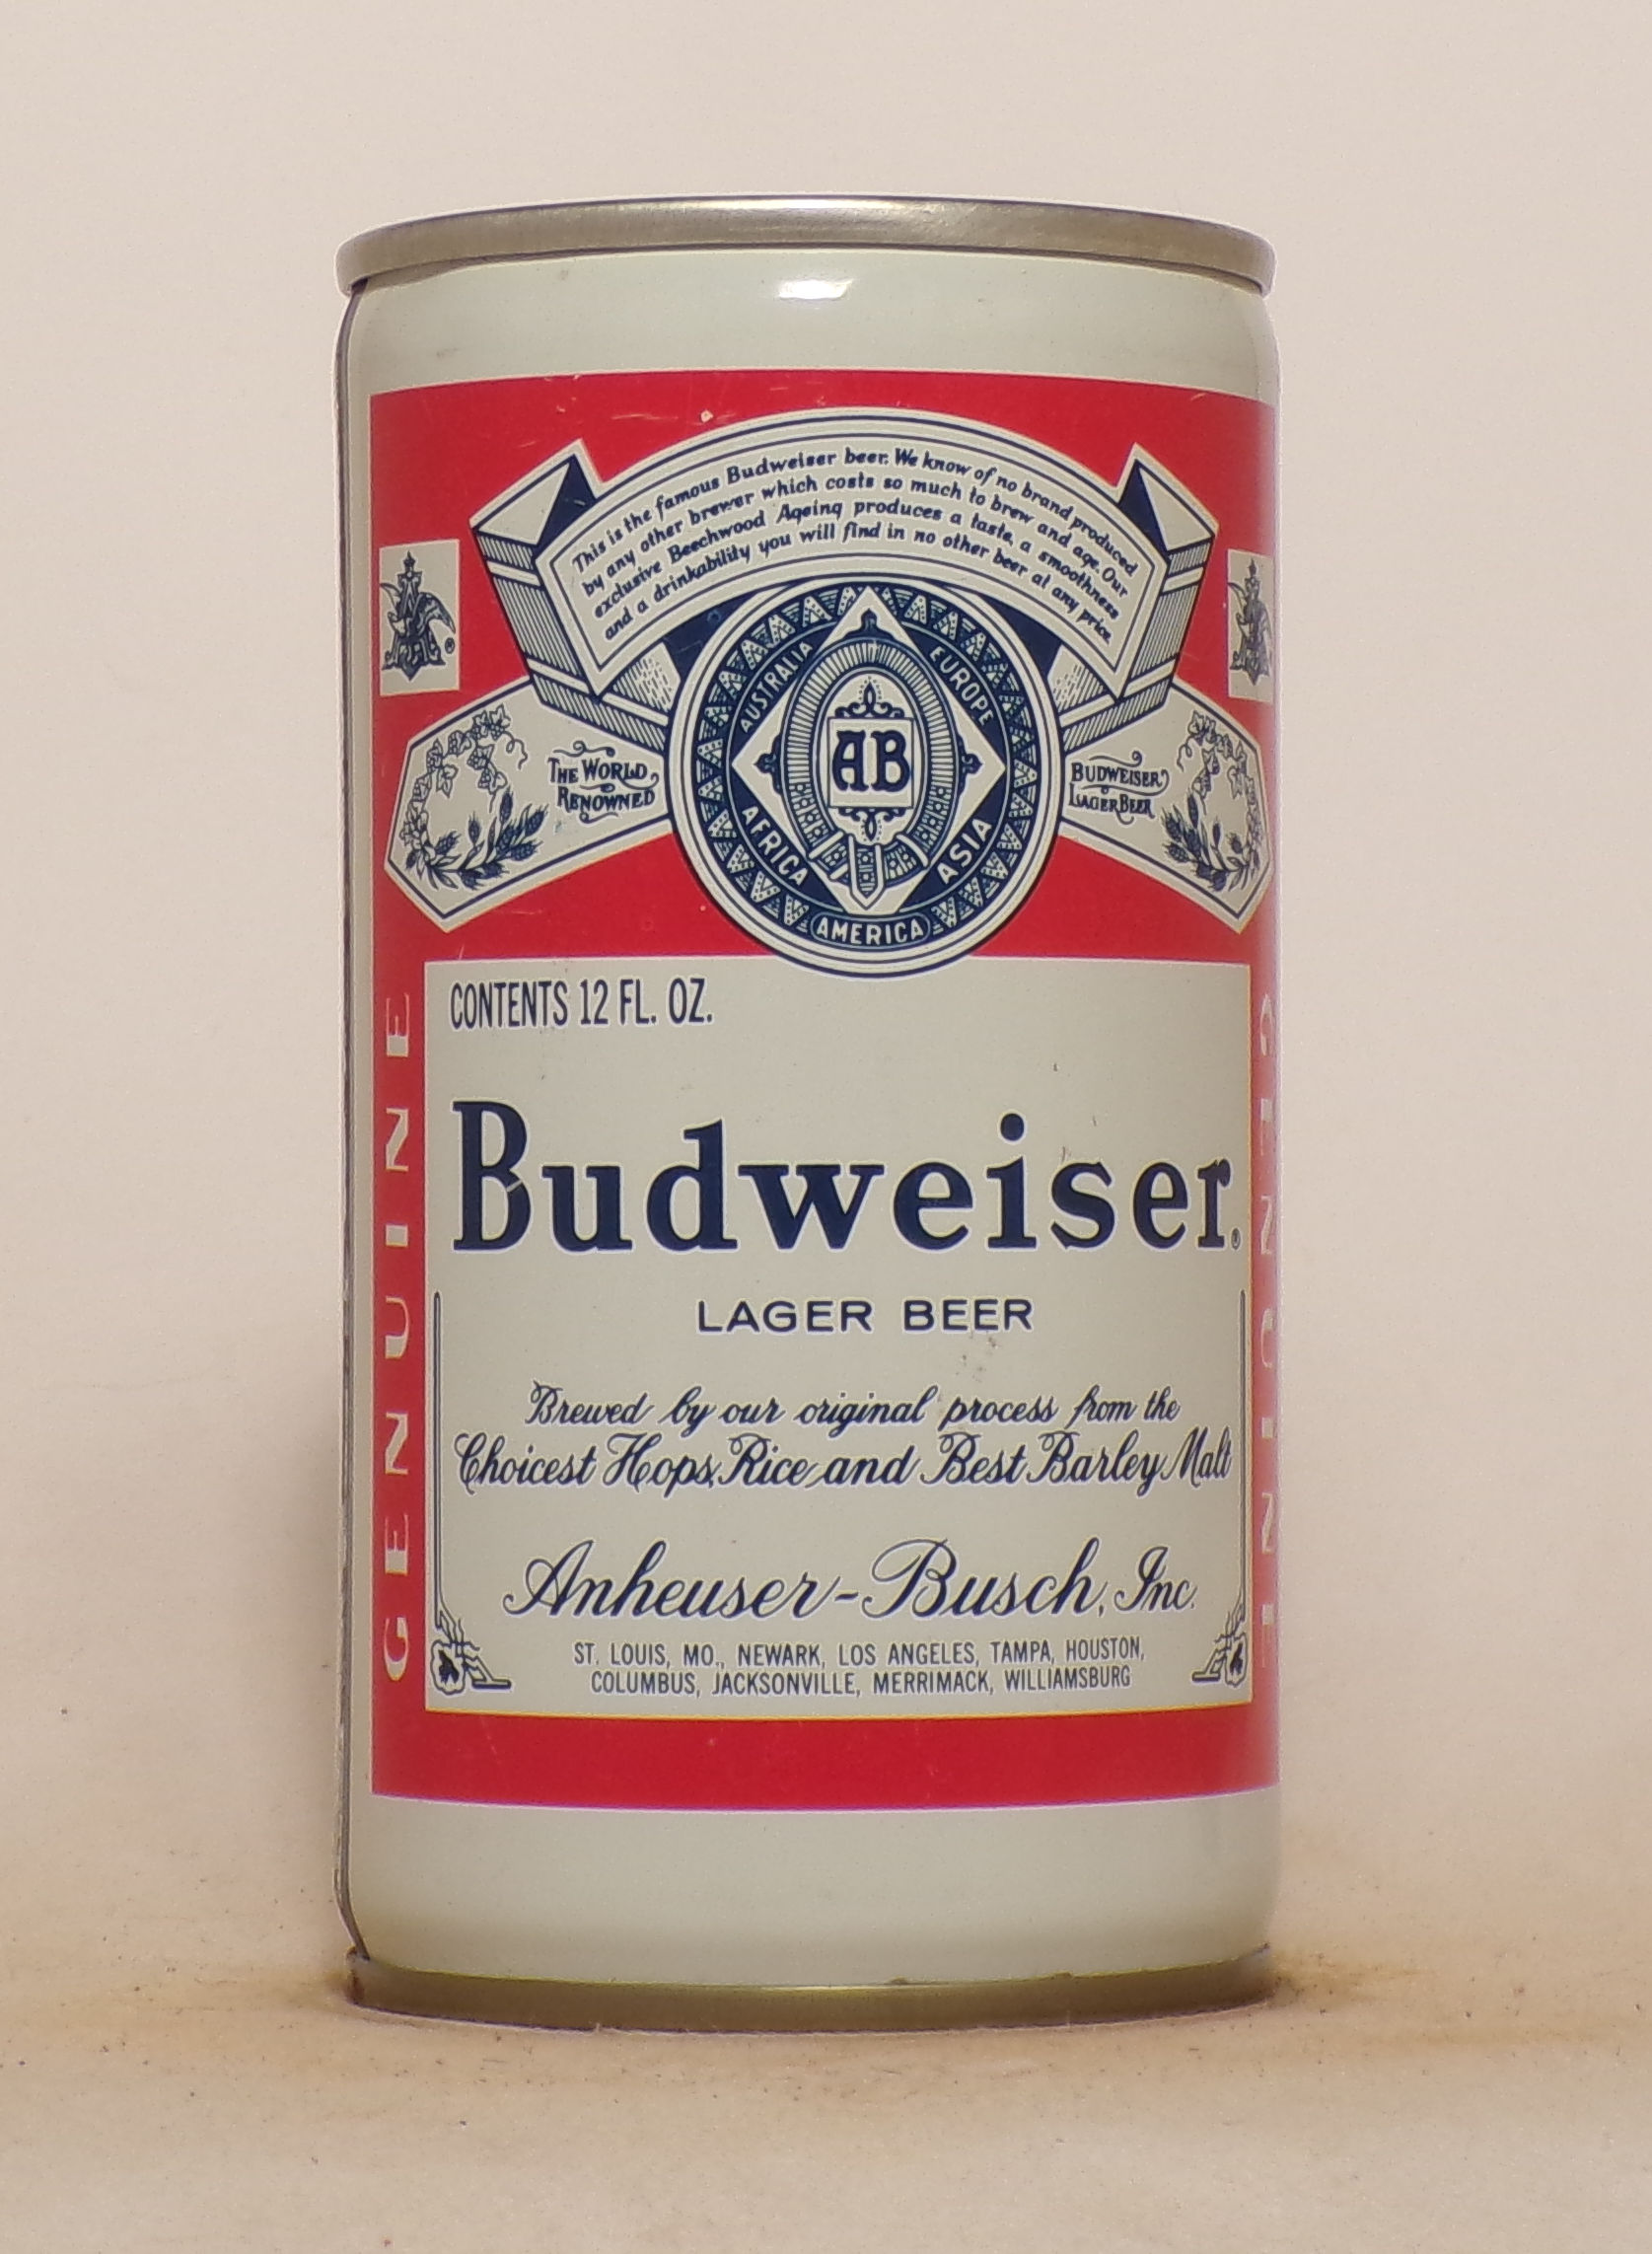 This is the famous Budweiser beer. We know of no brand produced
by any other brewer which costs so much to brew and age. Our
exclusive Beechwood Ageing produces a taste, a smoothness
and a drinkability you will find in no other beer at any price.
AUSTRALIA
EUROPE
THE WORLD
RENOWNED
AB
BUDWEISER
LAGER BEER
AFRICA
ASIA
AMERICA
CONTENTS 12 FL. OZ.
GENUINE
GENUINE
Budweiser®
LAGER BEER
Brewed by our original process from the
Choicest Hops, Rice and Best Barley Malt
Anheuser-Busch, Inc.
ST. LOUIS, MO., NEWARK, LOS ANGELES, TAMPA, HOUSTON,
COLUMBUS, JACKSONVILLE, MERRIMACK, WILLIAMSBURG